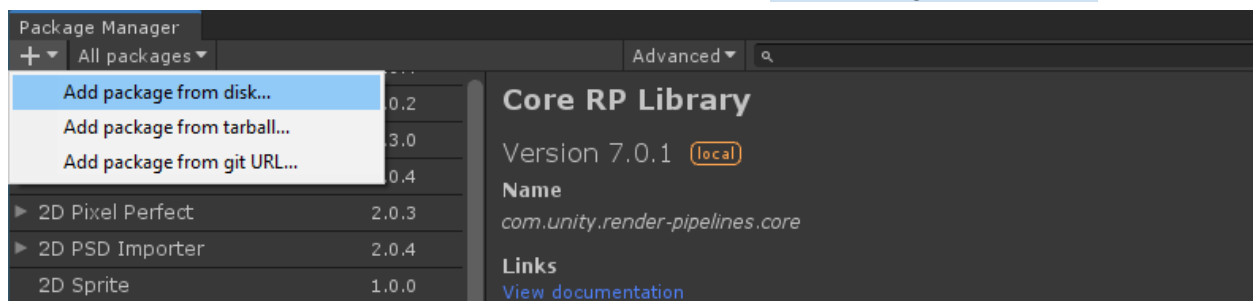 Package Manager
+ All packages
Advanced
Add package from disk...
Add package from tarball...
Add package from git URL...
.0.2
.3.0
.0.4
2D Pixel Perfect 2.0.3
2D PSD Importer 2.0.4
2D Sprite 1.0.0
Core RP Library
Version 7.0.1 local
Name
com.unity.render-pipelines.core
Links
View documentation